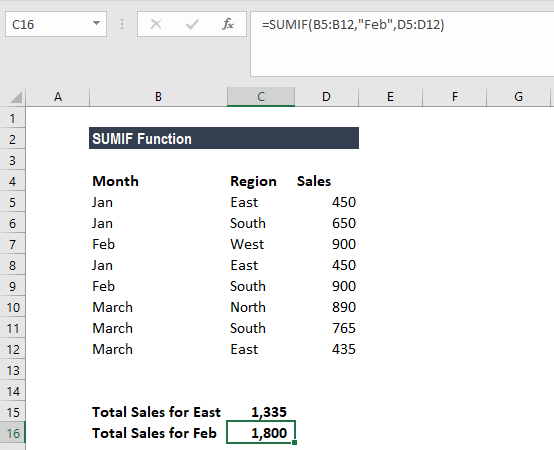 C16 fx =SUMIF(B5:B12,"Feb",D5:D12)
A B C D E F G
1
2 SUMIF Function
3
4 Month Region Sales
5 Jan East 450
6 Jan South 650
7 Feb West 900
8 Jan East 450
9 Feb South 900
10 March North 890
11 March South 765
12 March East 435
13
14
15 Total Sales for East 1,335
16 Total Sales for Feb 1,800